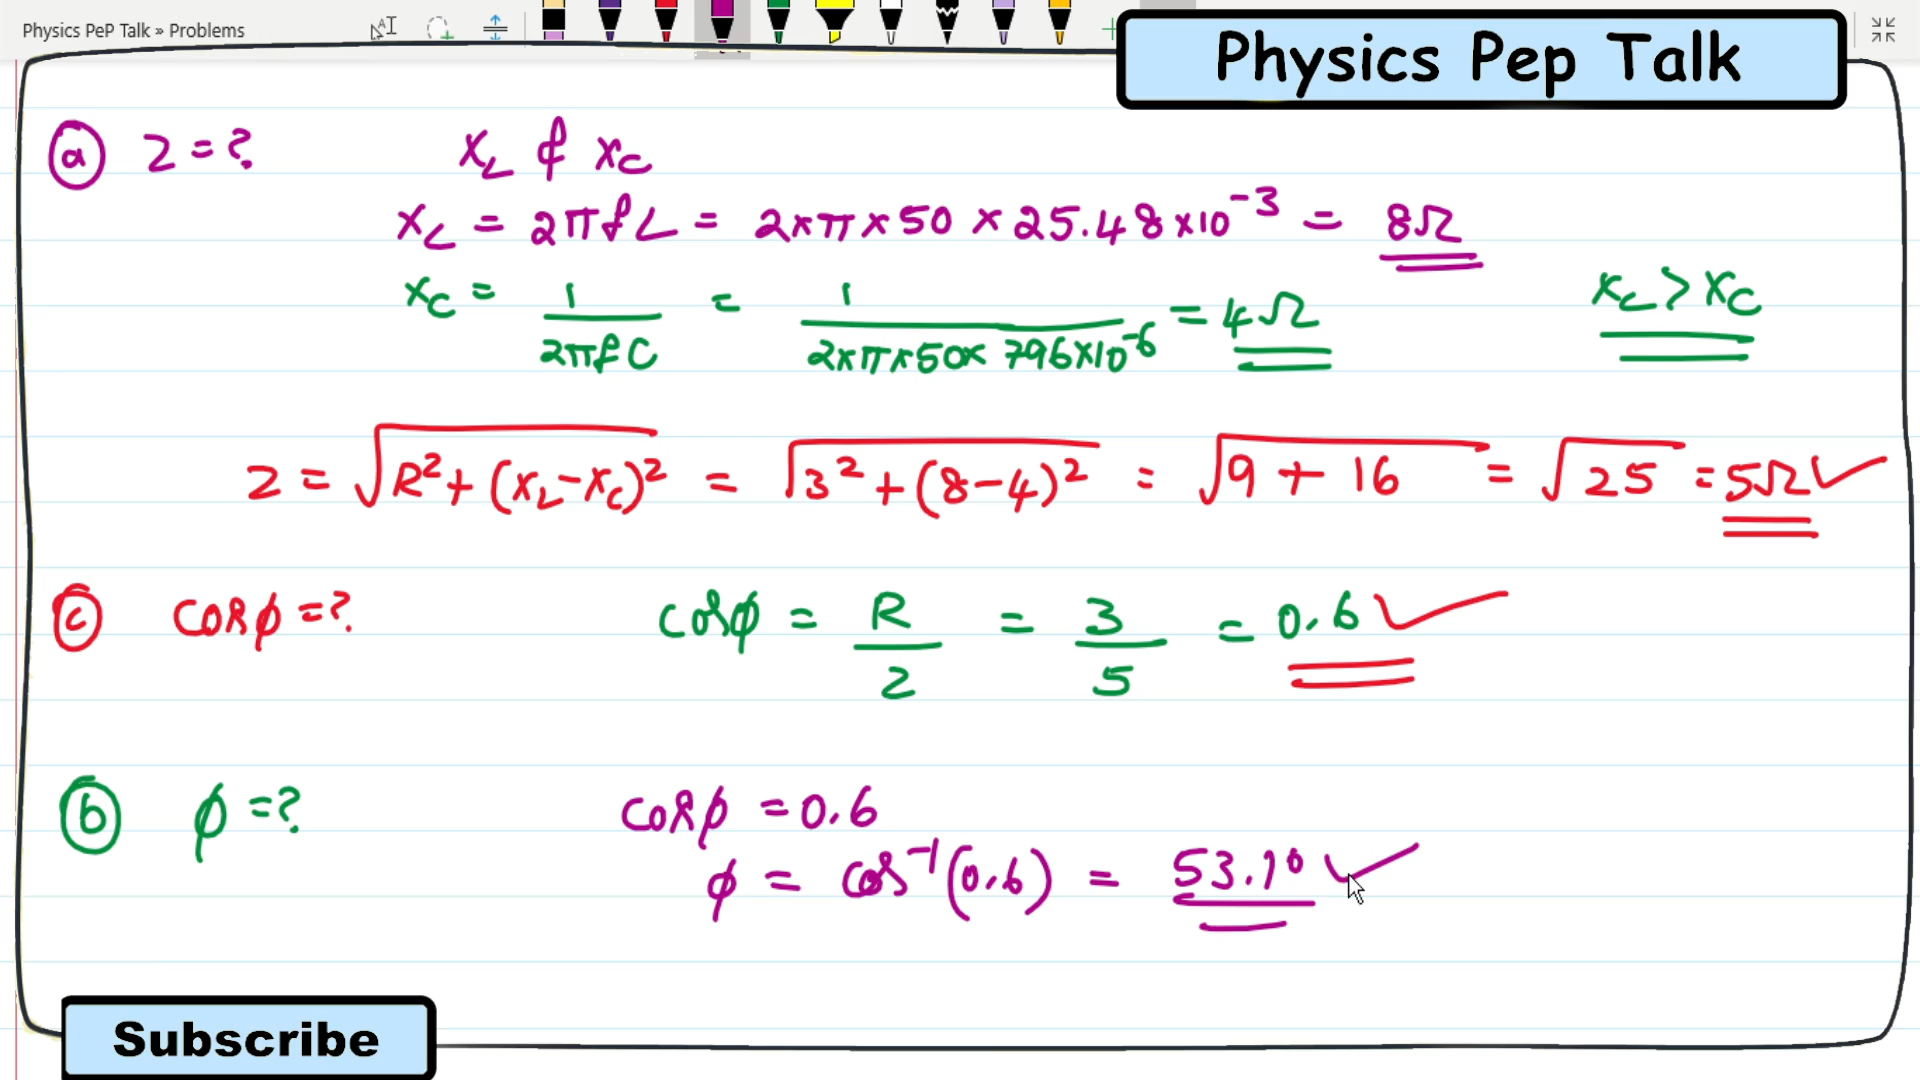 Physics PeP Talk » Problems
Physics Pep Talk
(a) Z = ? X_L & X_C
X_L = 2πfL = 2×π×50 × 25.48×10^-3 = 8Ω
X_C = 1/(2πfC) = 1/(2×π×50×796×10^-6) = 4Ω X_L > X_C
Z = √(R²+(X_L-X_C)²) = √(3²+(8-4)²) = √(9+16) = √25 = 5Ω ✓
(c) cosφ = ? cosφ = R/Z = 3/5 = 0.6 ✓
(b) φ = ? cosφ = 0.6
φ = cos^-1(0.6) = 53.1° ✓
Subscribe